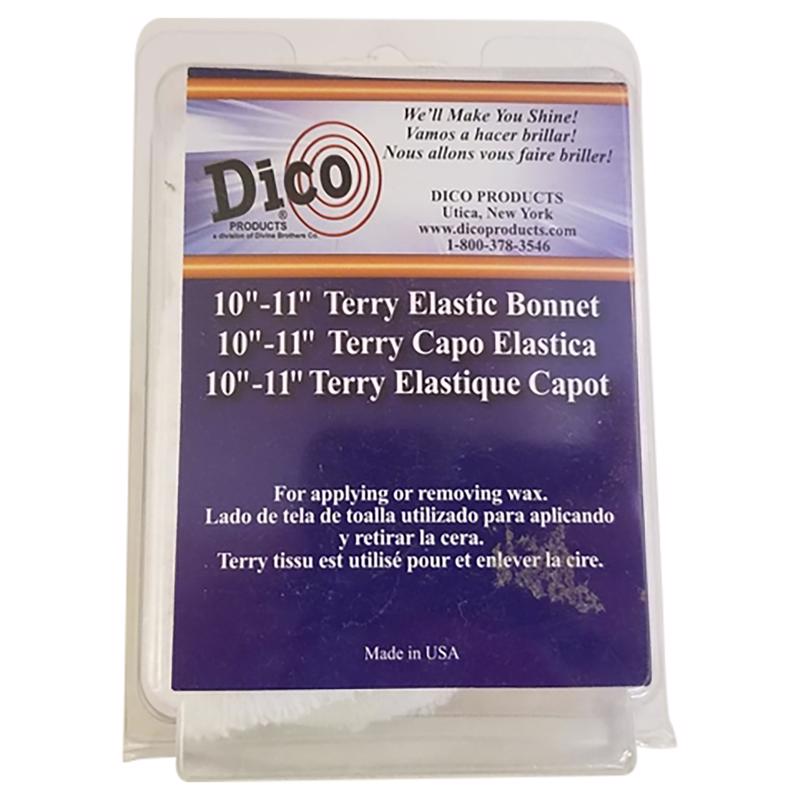 We'll Make You Shine!
Vamos a hacer brillar!
Nous allons vous faire briller!
Dico
®
PRODUCTS
a division of Divine Brothers Co.
DICO PRODUCTS
Utica, New York
www.dicoproducts.com
1-800-378-3546
10"-11" Terry Elastic Bonnet
10"-11" Terry Capo Elastica
10"-11" Terry Elastique Capot
For applying or removing wax.
Lado de tela de toalla utilizado para aplicando
y retirar la cera.
Terry tissu est utilisé pour et enlever la cire.
Made in USA